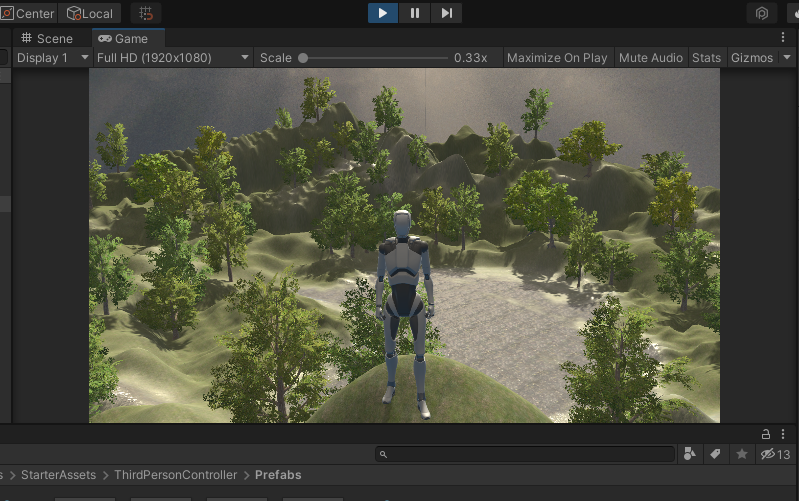 Center Local
Scene Game
Display 1 Full HD (1920x1080) Scale 0.33x Maximize On Play Mute Audio Stats Gizmos
13
s > StarterAssets > ThirdPersonController > Prefabs